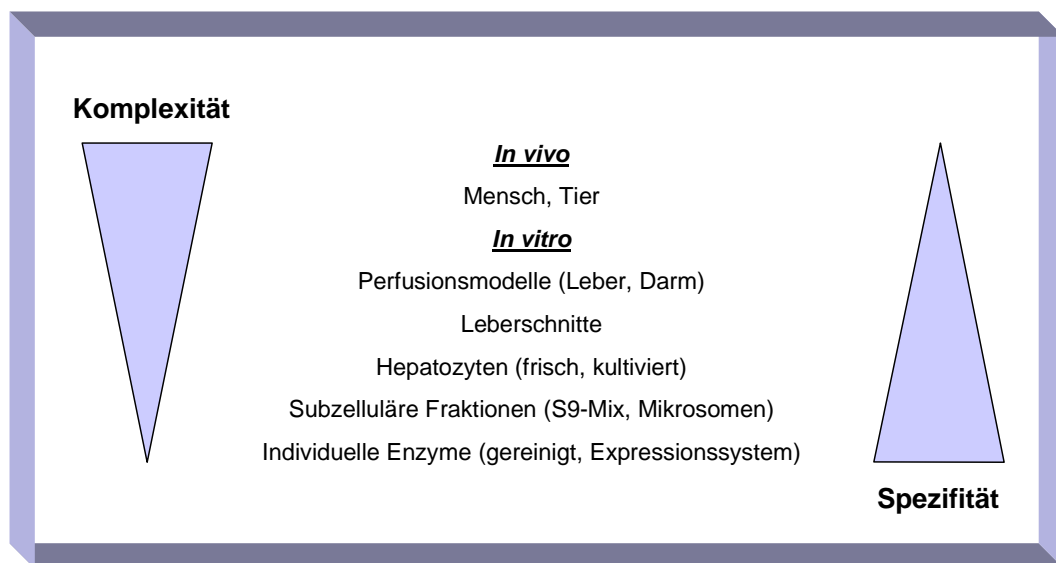 Komplexität
In vivo
Mensch, Tier
In vitro
Perfusionsmodelle (Leber, Darm)
Leberschnitte
Hepatozyten (frisch, kultiviert)
Subzelluläre Fraktionen (S9-Mix, Mikrosomen)
Individuelle Enzyme (gereinigt, Expressionssystem)
Spezifität